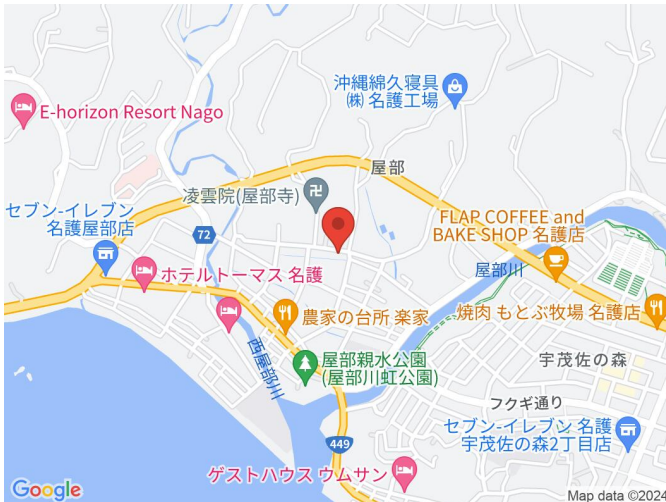 沖縄綿久寝具
㈱ 名護工場
E-horizon Resort Nago
屋部
凌雲院(屋部寺)
セブン‐イレブン
名護屋部店
FLAP COFFEE and
BAKE SHOP 名護店
72
屋部川
ホテルトーマス 名護
農家の台所 楽家
焼肉 もとぶ牧場 名護店
西屋部川
屋部親水公園
(屋部川虹公園)
宇茂佐の森
フクギ通り
449
セブン-イレブン 名護
宇茂佐の森2丁目店
ゲストハウス ウムサン
Google
Map data ©2024